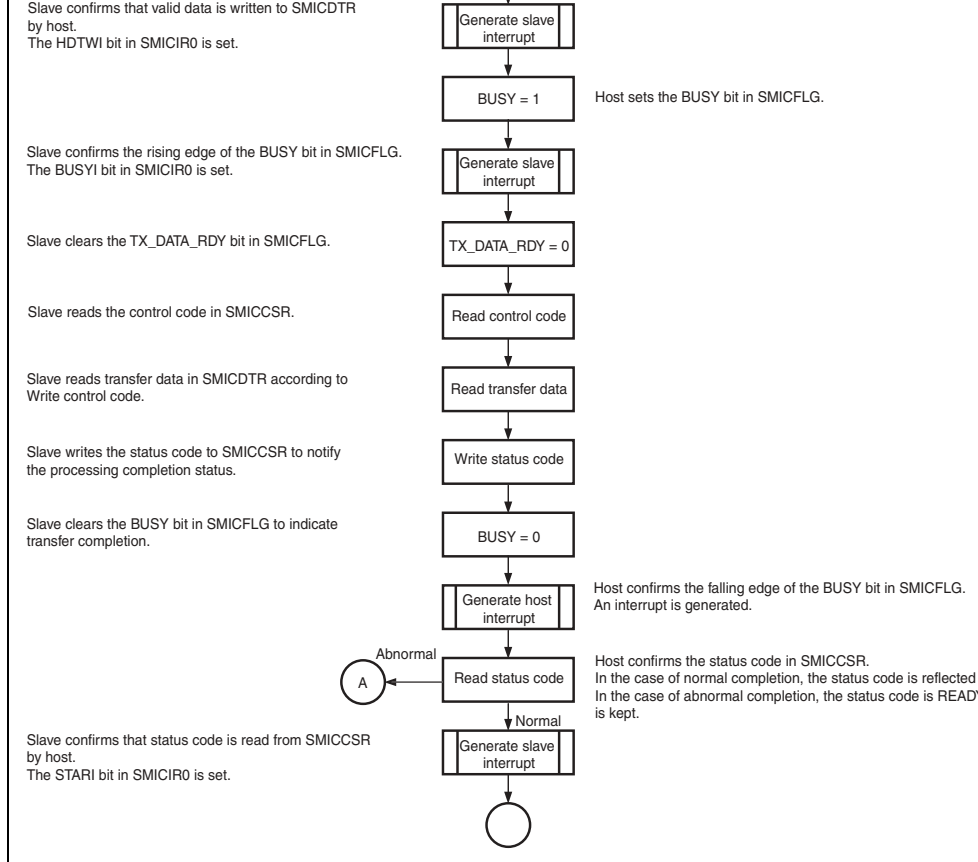 Slave confirms that valid data is written to SMICDTR
by host.
The HDTWI bit in SMICIR0 is set.
Generate slave
interrupt
BUSY = 1
Host sets the BUSY bit in SMICFLG.
Slave confirms the rising edge of the BUSY bit in SMICFLG.
The BUSYI bit in SMICIR0 is set.
Generate slave
interrupt
Slave clears the TX_DATA_RDY bit in SMICFLG.
TX_DATA_RDY = 0
Slave reads the control code in SMICCSR.
Read control code
Slave reads transfer data in SMICDTR according to
Write control code.
Read transfer data
Slave writes the status code to SMICCSR to notify
the processing completion status.
Write status code
Slave clears the BUSY bit in SMICFLG to indicate
transfer completion.
BUSY = 0
Generate host
interrupt
Host confirms the falling edge of the BUSY bit in SMICFLG.
An interrupt is generated.
Abnormal
A
Read status code
Host confirms the status code in SMICCSR.
In the case of normal completion, the status code is reflected
In the case of abnormal completion, the status code is
is kept.
Normal
Slave confirms that status code is read from SMICCSR
by host.
The STARI bit in SMICIR0 is set.
Generate slave
interrupt